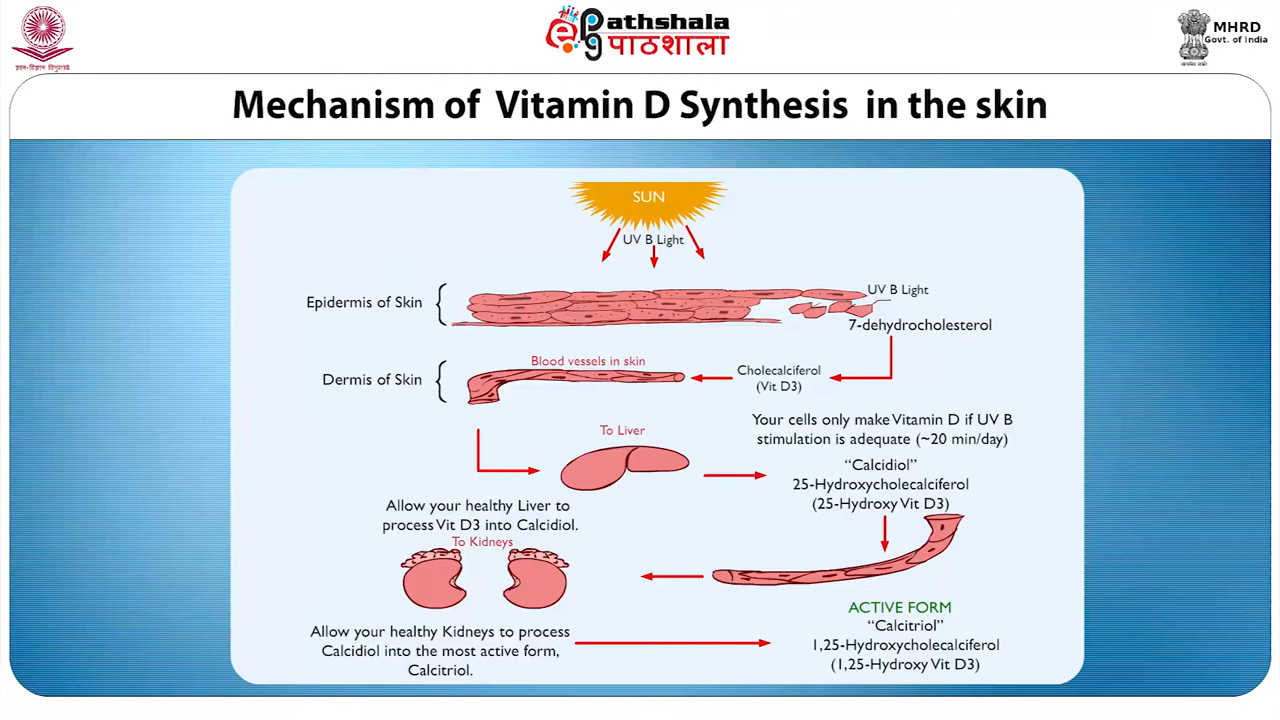 ePathshala
पाठशाला
MHRD
Govt. of India
Mechanism of Vitamin D Synthesis in the skin
SUN
UV B Light
Epidermis of Skin
UV B Light
7-dehydrocholesterol
Blood vessels in skin
Dermis of Skin
Cholecalciferol
(Vit D3)
Your cells only make Vitamin D if UV B
stimulation is adequate (~20 min/day)
To Liver
"Calcidiol"
25-Hydroxycholecalciferol
(25-Hydroxy Vit D3)
Allow your healthy Liver to
process Vit D3 into Calcidiol.
To Kidneys
ACTIVE FORM
"Calcitriol"
1,25-Hydroxycholecalciferol
(1,25-Hydroxy Vit D3)
Allow your healthy Kidneys to process
Calcidiol into the most active form,
Calcitriol.